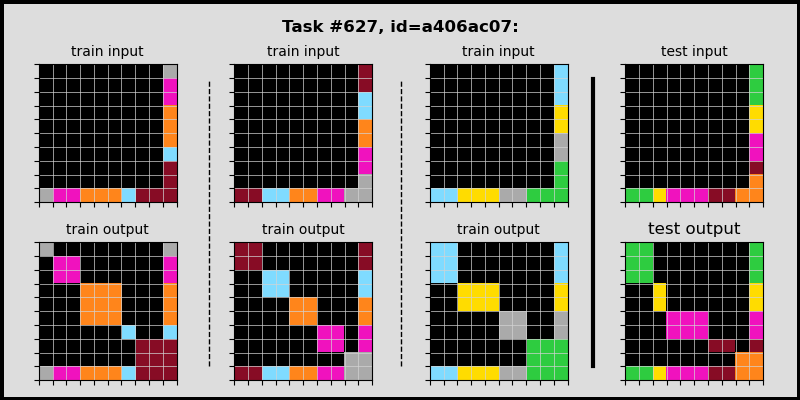 Task #627, id=a406ac07:
train input train input train input test input
train output train output train output test output